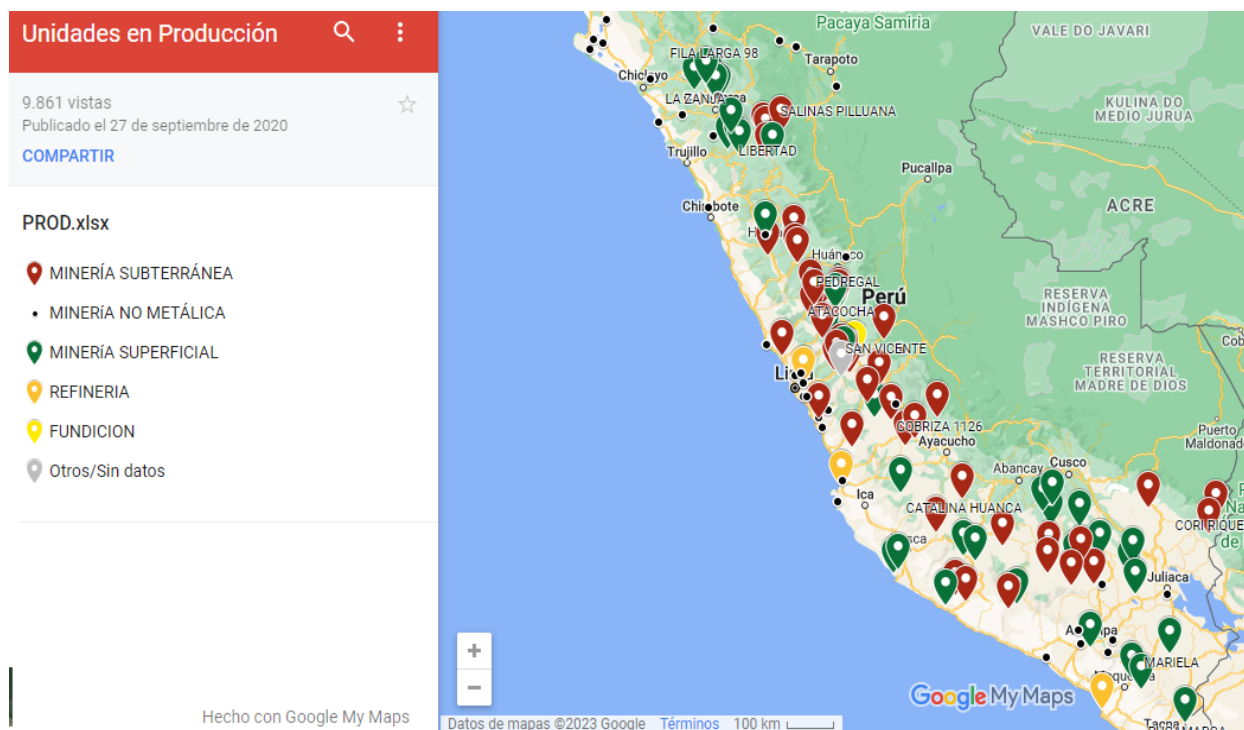 Unidades en Producción
9.861 vistas
Publicado el 27 de septiembre de 2020
COMPARTIR
PROD.xlsx
MINERÍA SUBTERRÁNEA
MINERÍA NO METÁLICA
MINERÍA SUPERFICIAL
REFINERIA
FUNDICION
Otros/Sin datos
Hecho con Google My Maps
Pacaya Samiria
VALE DO JAVARI
FILA LARGA 98
Tarapoto
Chiclayo
LA ZANJA
SALINAS PILLUANA
KULINA DO
MEDIO JURUA
Trujillo
LIBERTAD
Pucallpa
Chimbote
ACRE
Huánuco
PEDREGAL
Perú
ATACOCHA
RESERVA
INDÍGENA
MASHCO PIRO
SAN VICENTE
Lima
RESERVA
TERRITORIAL
MADRE DE DIOS
COBRIZA 1126
Ayacucho
Puerto
Maldonado
Abancay
Cusco
Ica
CATALINA HUANCA
CORI RIQUE
de
Juliaca
MARIELA
Tacna
Google My Maps
Datos de mapas ©2023 Google
Términos
100 km